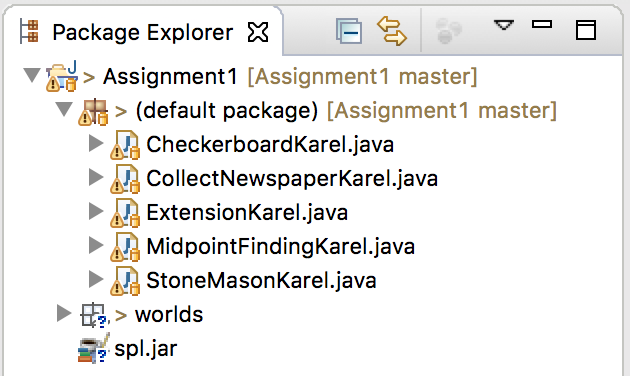 Package Explorer
> Assignment1 [Assignment1 master]
> (default package) [Assignment1 master]
CheckerboardKarel.java
CollectNewspaperKarel.java
ExtensionKarel.java
MidpointFindingKarel.java
StoneMasonKarel.java
> worlds
spl.jar